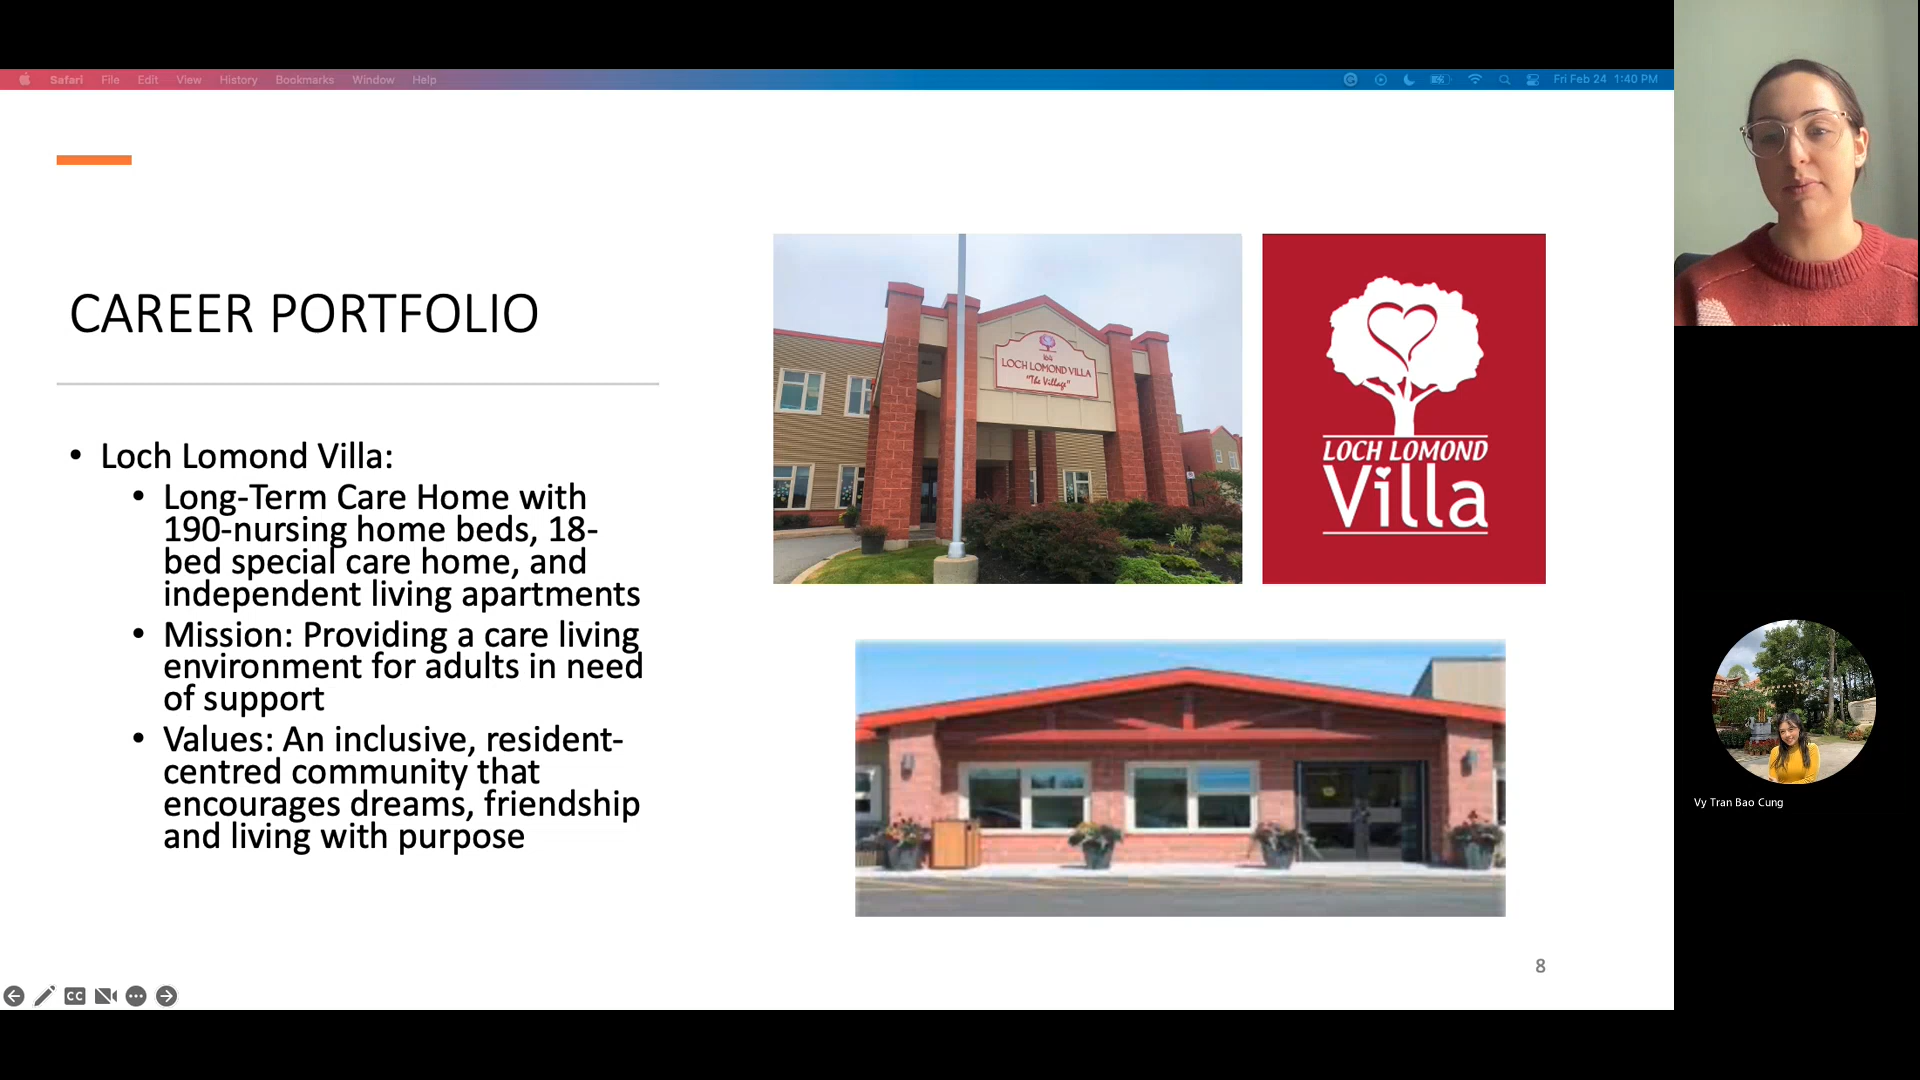 Safari File Edit View History Bookmarks Window Help
Fri Feb 24 1:40 PM
CAREER PORTFOLIO
• Loch Lomond Villa:
• Long-Term Care Home with
190-nursing home beds, 18-
bed special care home, and
independent living apartments
• Mission: Providing a care living
environment for adults in need
of support
• Values: An inclusive, resident-
centred community that
encourages dreams, friendship
and living with purpose
164
LOCH LOMOND VILLA
"The Village"
LOCH LOMOND
Villa
8
CC
Vy Tran Bao Cung